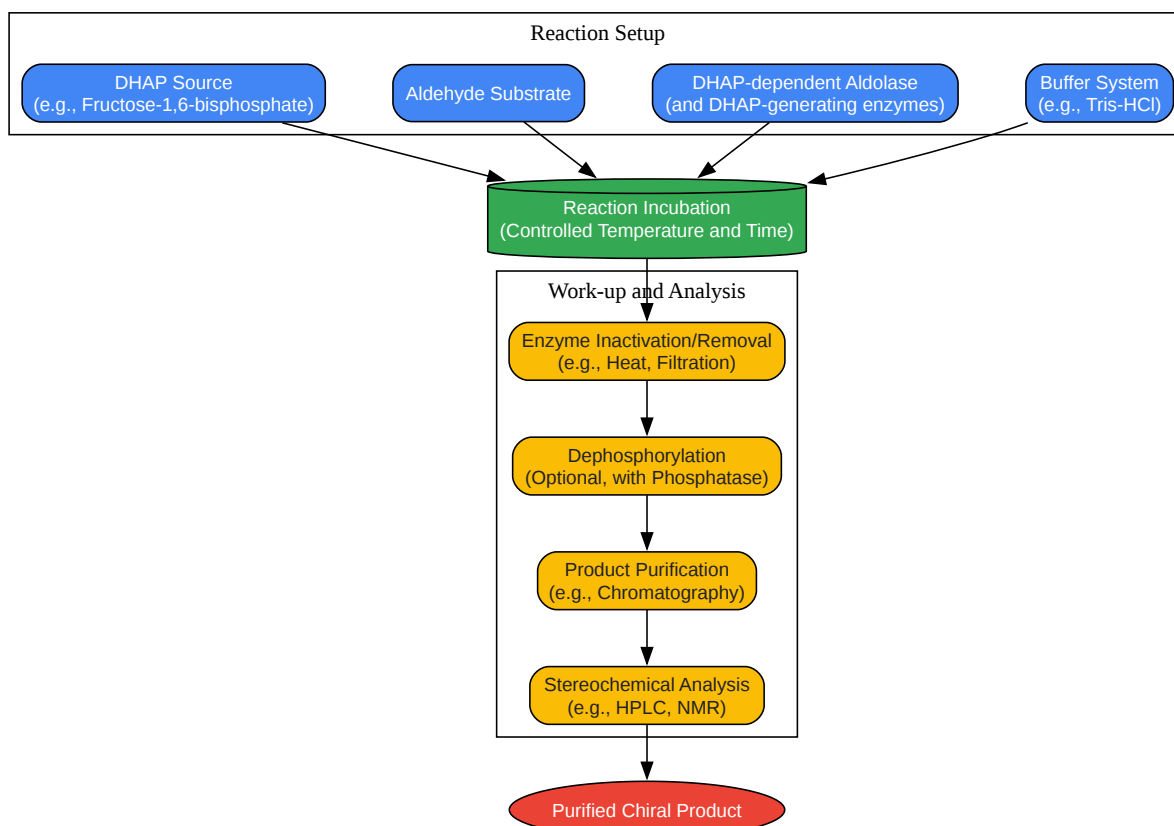 Reaction Setup
DHAP Source
(e.g., Fructose-1,6-bisphosphate)
Aldehyde Substrate
DHAP-dependent Aldolase
(and DHAP-generating enzymes)
Buffer System
(e.g., Tris-HCl)
Reaction Incubation
(Controlled Temperature and Time)
Work-up and Analysis
Enzyme Inactivation/Removal
(e.g., Heat, Filtration)
Dephosphorylation
(Optional, with Phosphatase)
Product Purification
(e.g., Chromatography)
Stereochemical Analysis
(e.g., HPLC, NMR)
Purified Chiral Product